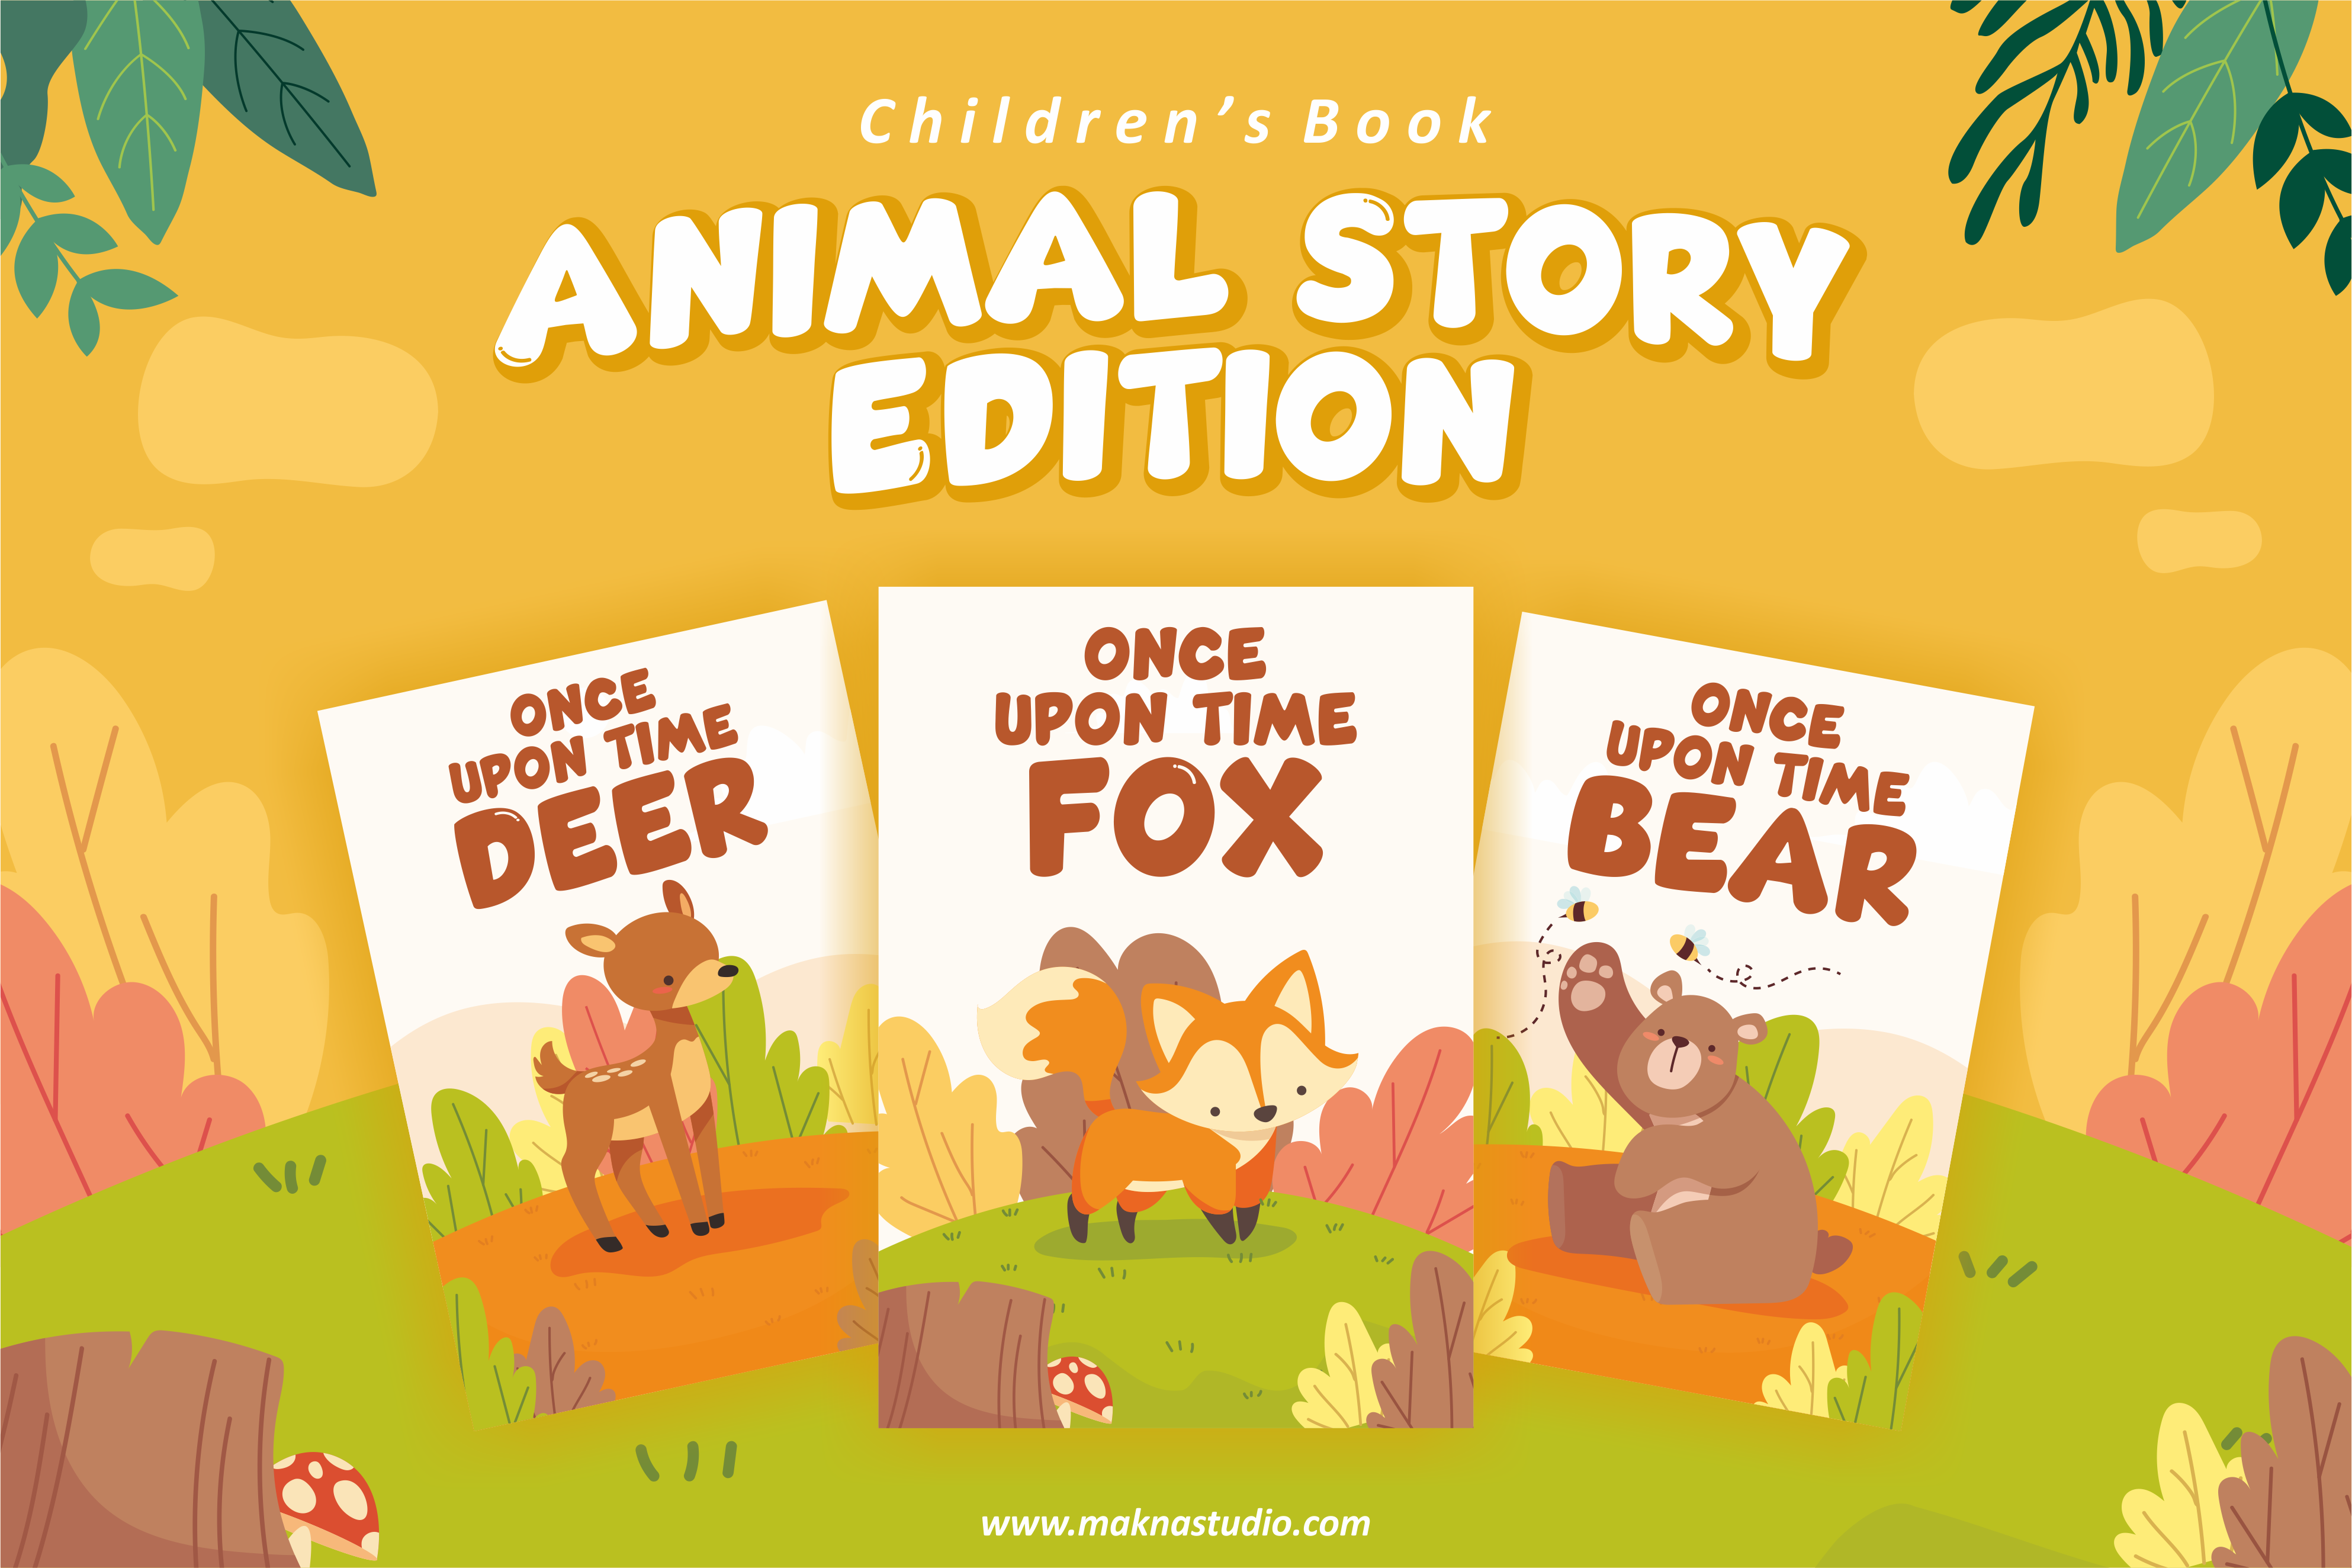 Children’s Book
ANIMAL STORY
EDITION
ONCE
UPON TIME
DEER
ONCE
UPON TIME
FOX
ONCE
UPON TIME
BEAR
www.maknastudio.com